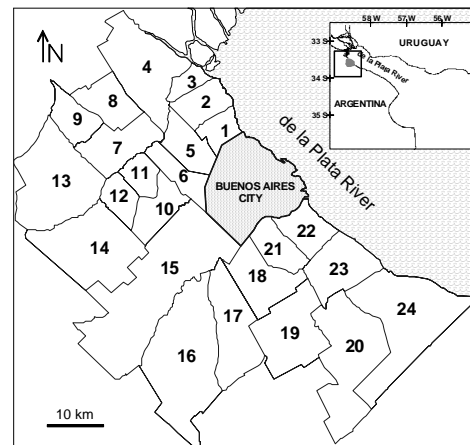 N
58 W 57 W 56 W
33 S
34 S
35 S
URUGUAY
de la Plata River
ARGENTINA
4
3
8
2
9
1
7
5
de la Plata River
11
6
13
12
BUENOS AIRES
CITY
10
22
14
21
15
18
23
24
17
19
20
16
10 km